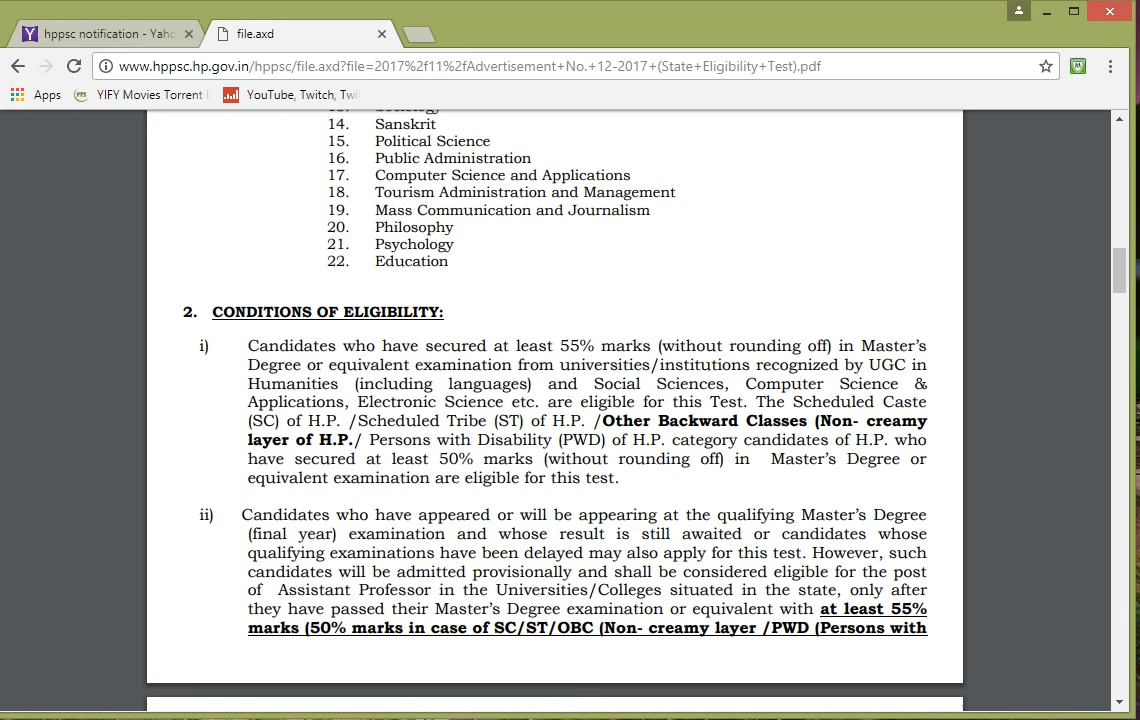 hppsc notification - Yaho
file.axd
www.hppsc.hp.gov.in/hppsc/file.axd?file=2017%2f11%2fAdvertisement+No.+12-2017+(State+Eligibility+Test).pdf
Apps YIFY Movies Torrent YouTube, Twitch, Twi
14. Sanskrit
15. Political Science
16. Public Administration
17. Computer Science and Applications
18. Tourism Administration and Management
19. Mass Communication and Journalism
20. Philosophy
21. Psychology
22. Education
2. CONDITIONS OF ELIGIBILITY:
i) Candidates who have secured at least 55% marks (without rounding off) in Master's
Degree or equivalent examination from universities/institutions recognized by UGC in
Humanities (including languages) and Social Sciences, Computer Science &
Applications, Electronic Science etc. are eligible for this Test. The Scheduled Caste
(SC) of H.P. /Scheduled Tribe (ST) of H.P. /Other Backward Classes (Non- creamy
layer of H.P./ Persons with Disability (PWD) of H.P. category candidates of H.P. who
have secured at least 50% marks (without rounding off) in Master's Degree or
equivalent examination are eligible for this test.
ii) Candidates who have appeared or will be appearing at the qualifying Master's Degree
(final year) examination and whose result is still awaited or candidates whose
qualifying examinations have been delayed may also apply for this test. However, such
candidates will be admitted provisionally and shall be considered eligible for the post
of Assistant Professor in the Universities/Colleges situated in the state, only after
they have passed their Master's Degree examination or equivalent with at least 55%
marks (50% marks in case of SC/ST/OBC (Non- creamy layer /PWD (Persons with